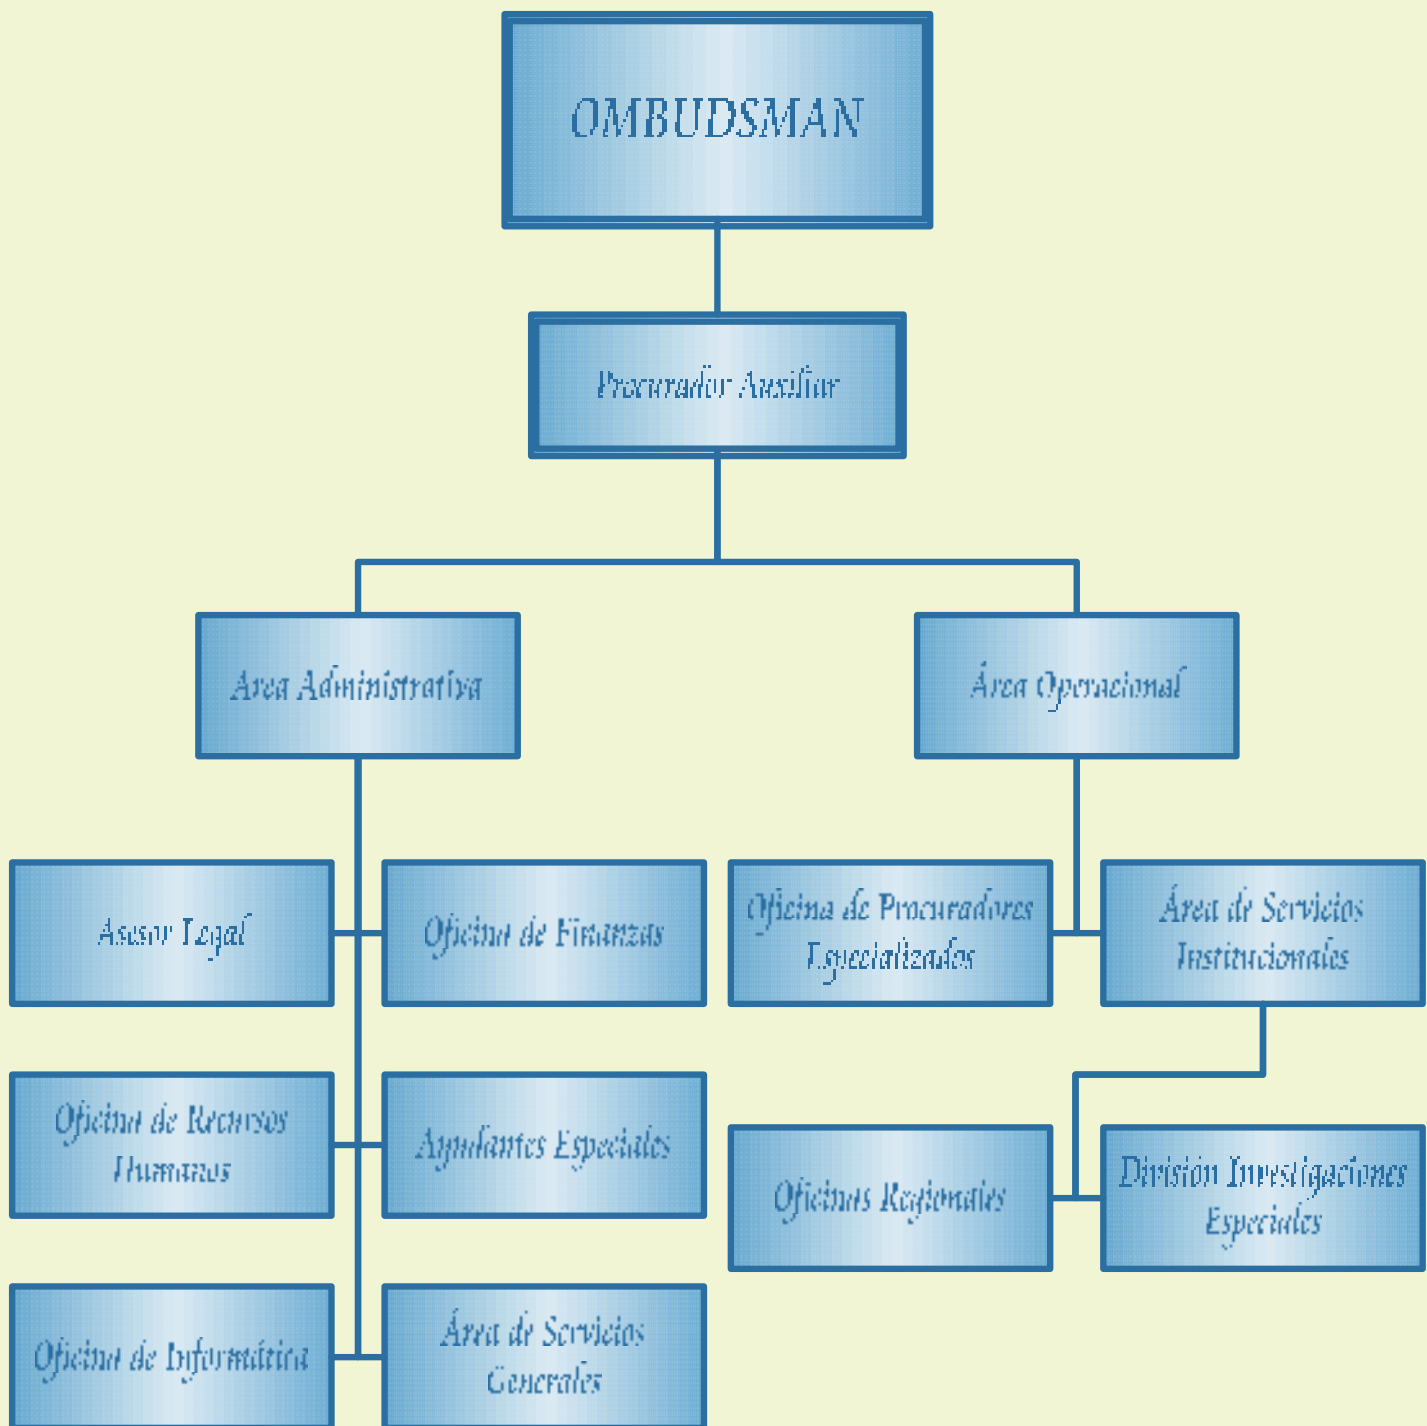 OMBUDSMAN
Procurador Auxiliar
Area Administrativa
Área Operacional
Asesor Legal
Oficina de Finanzas
Oficina de Procuradores
Especializados
Área de Servicios
Institucionales
Oficina de Recursos
Humanos
Ayudantes Especiales
Oficinas Regionales
División Investigaciones
Especiales
Oficina de Informática
Área de Servicios
Generales